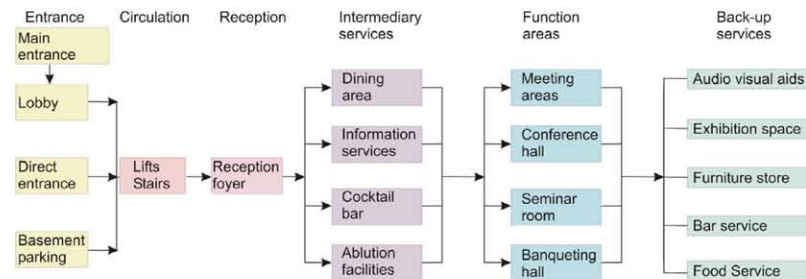 Entrance
Circulation
Reception
Intermediary
services
Function
areas
Back-up
services
Main
entrance
Lobby
Direct
entrance
Basement
parking
Lifts
Stairs
Reception
foyer
Dining
area
Information
services
Cocktail
bar
Ablution
facilities
Meeting
areas
Conference
hall
Seminar
room
Banqueting
hall
Audio visual aids
Exhibition space
Furniture store
Bar service
Food Service